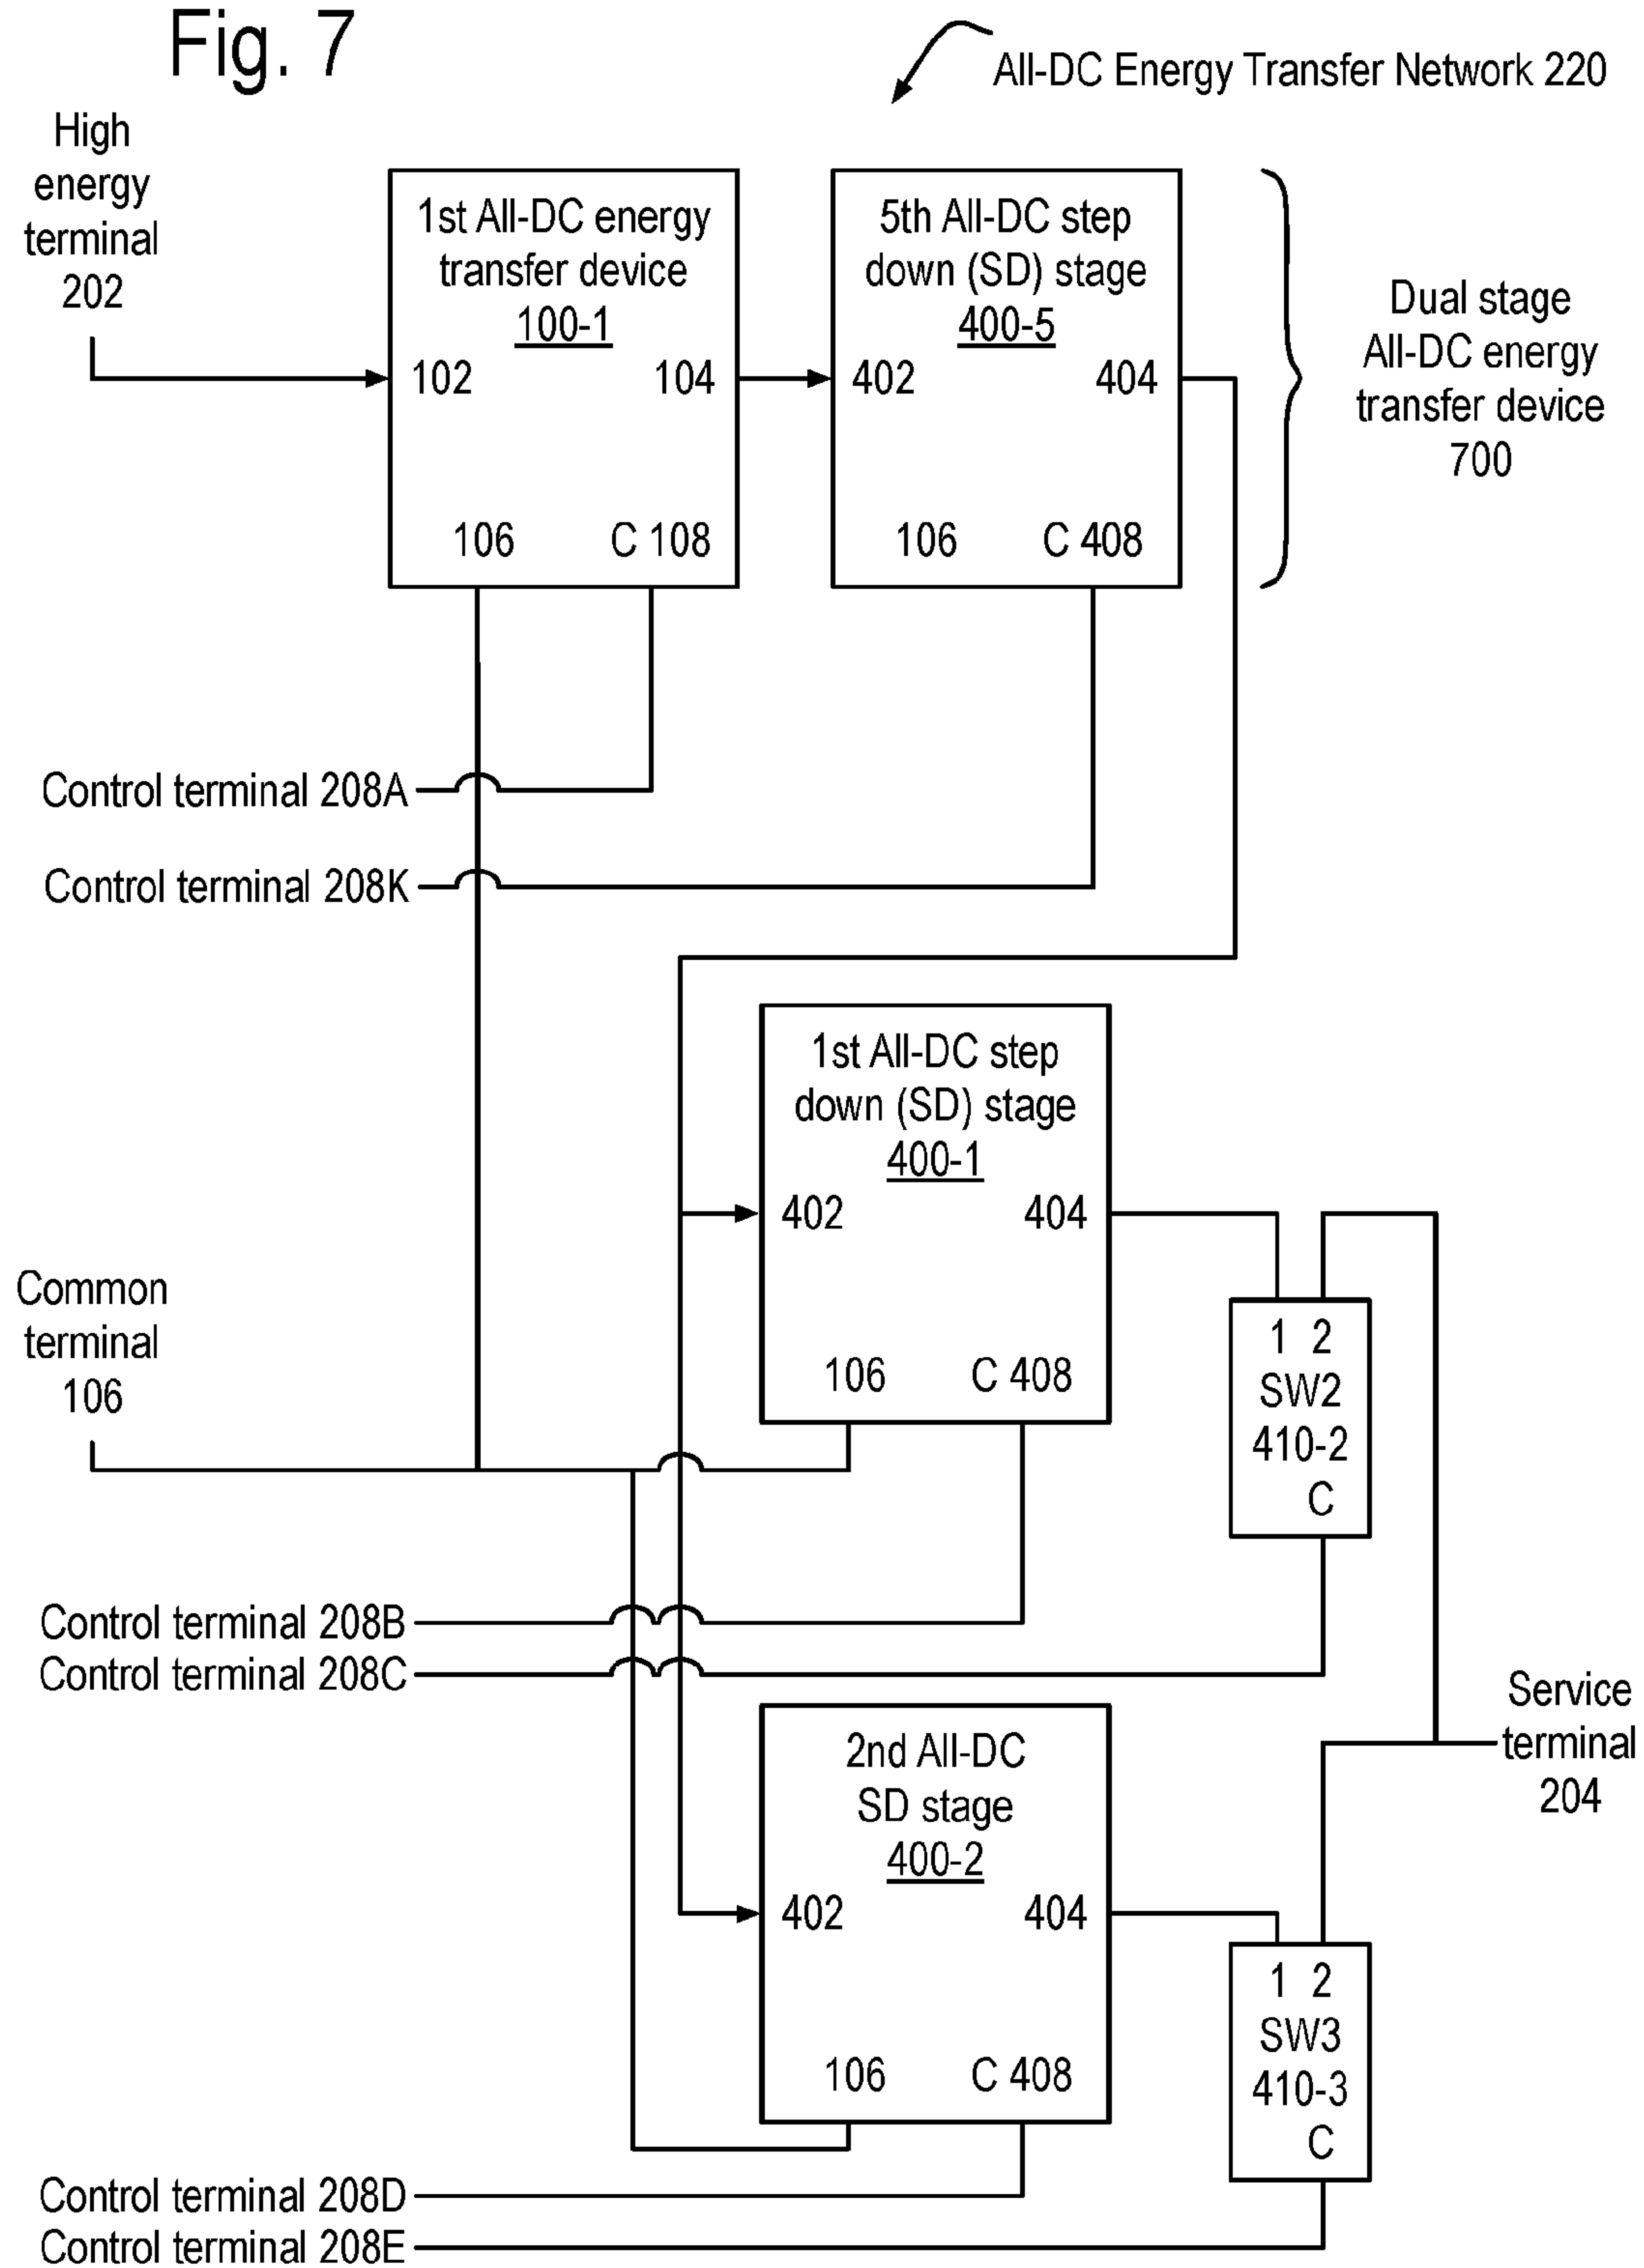 Fig. 7
All-DC Energy Transfer Network 220
High
energy
terminal
202
1st All-DC energy
transfer device
100-1
102 104
106 C 108
5th All-DC step
down (SD) stage
400-5
402 404
106 C 408
Dual stage
All-DC energy
transfer device
700
Control terminal 208A
Control terminal 208K
1st All-DC step
down (SD) stage
400-1
402 404
106 C 408
Common
terminal
106
1 2
SW2
410-2
C
Control terminal 208B
Control terminal 208C
Service
terminal
204
2nd All-DC
SD stage
400-2
402 404
106 C 408
1 2
SW3
410-3
C
Control terminal 208D
Control terminal 208E